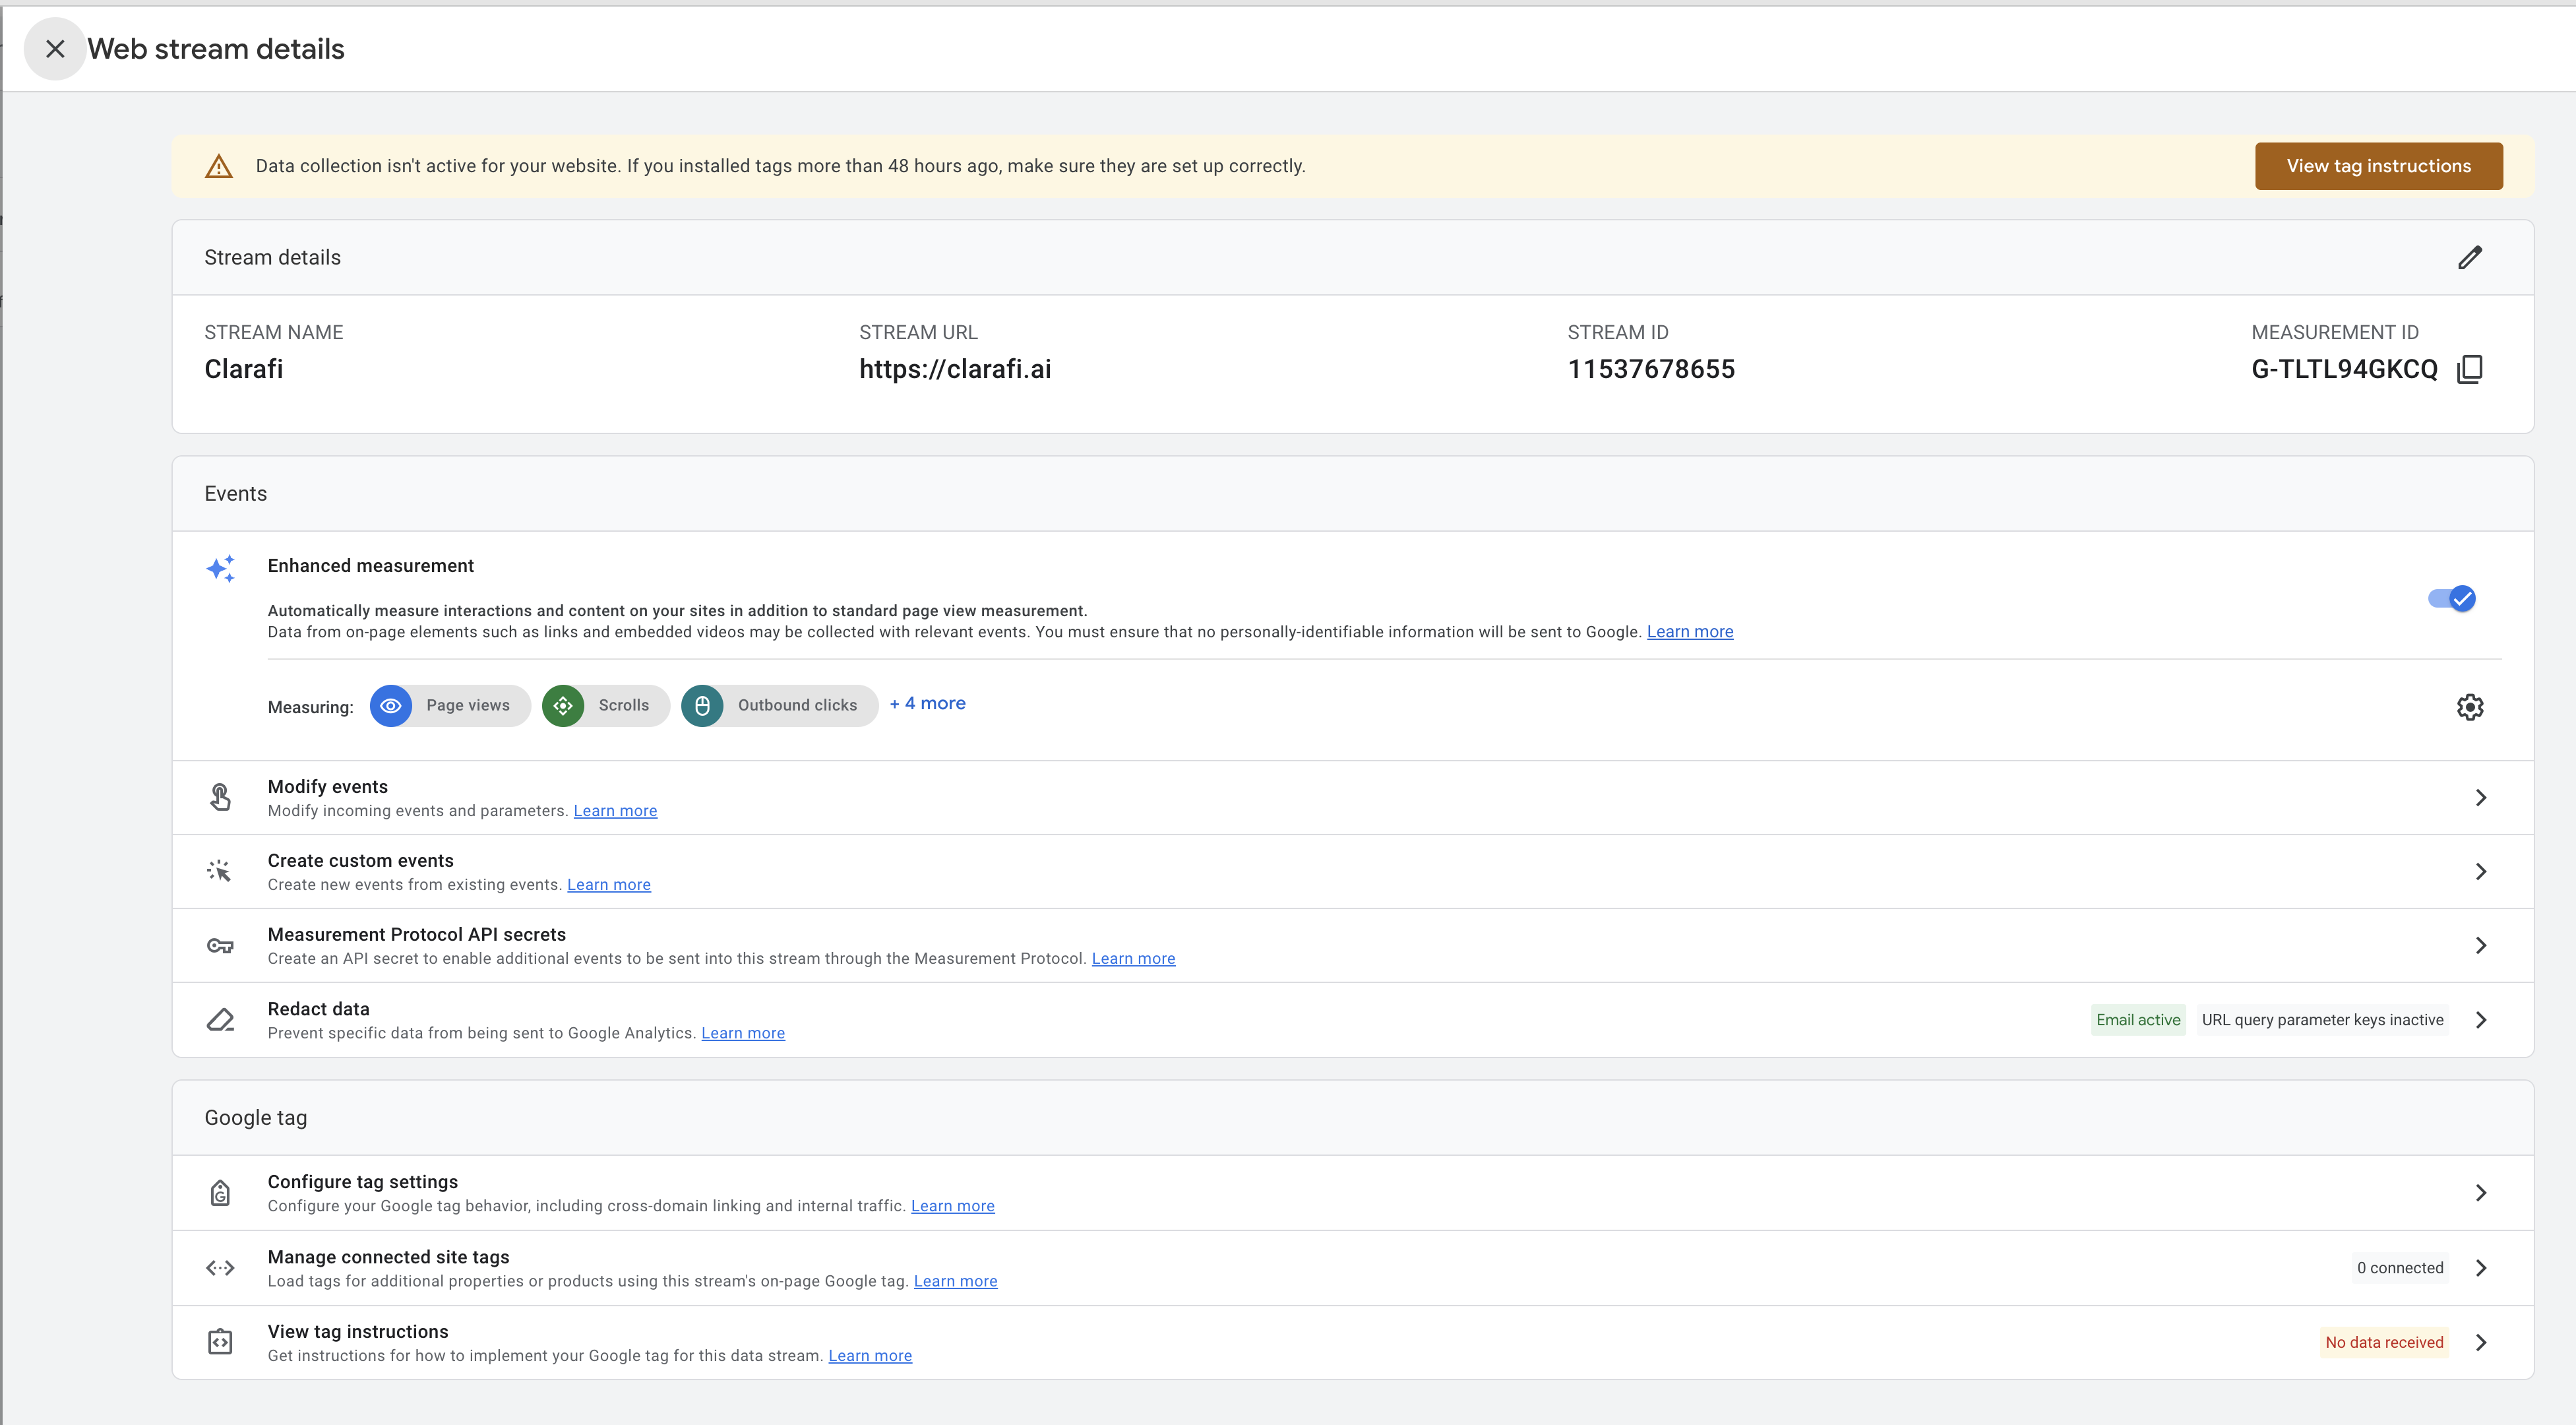 Web stream details
Data collection isn't active for your website. If you installed tags more than 48 hours ago, make sure they are set up correctly.
View tag instructions
Stream details
STREAM NAME
Clarafi
STREAM URL
https://clarafi.ai
STREAM ID
11537678655
MEASUREMENT ID
G-TLTL94GKCQ
Events
Enhanced measurement
Automatically measure interactions and content on your sites in addition to standard page view measurement.
Data from on-page elements such as links and embedded videos may be collected with relevant events. You must ensure that no personally-identifiable information will be sent to Google. Learn more
Measuring: Page views Scrolls Outbound clicks + 4 more
Modify events
Modify incoming events and parameters. Learn more
Create custom events
Create new events from existing events. Learn more
Measurement Protocol API secrets
Create an API secret to enable additional events to be sent into this stream through the Measurement Protocol. Learn more
Redact data
Prevent specific data from being sent to Google Analytics. Learn more
Email active URL query parameter keys inactive
Google tag
Configure tag settings
Configure your Google tag behavior, including cross-domain linking and internal traffic. Learn more
Manage connected site tags
Load tags for additional properties or products using this stream's on-page Google tag. Learn more
0 connected
View tag instructions
Get instructions for how to implement your Google tag for this data stream. Learn more
No data received